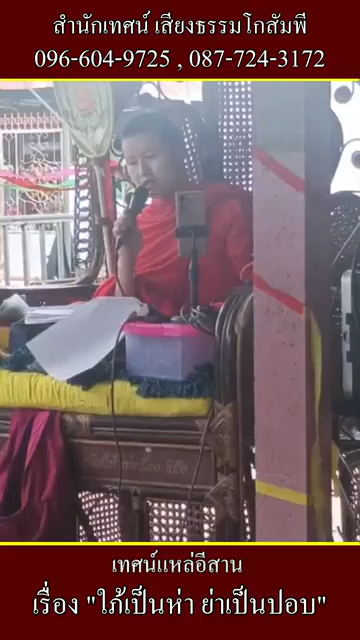 สำนักเทศน์ เสียงธรรมโกสัมพี
096-604-9725 , 087-724-3172
เทศน์แหล่อีสาน
เรื่อง "ใภ้เป็นห่า ย่าเป็นปอบ"